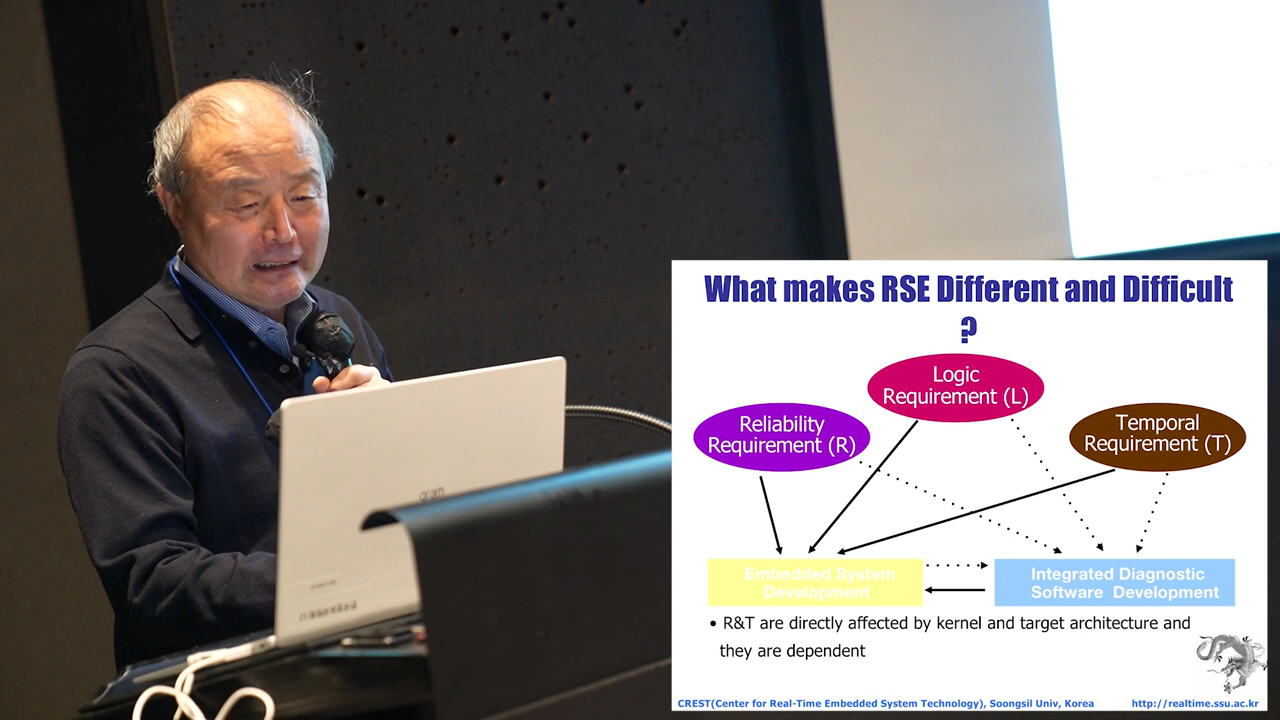 What makes RSE Different and Difficult
?
Logic
Requirement (L)
Reliability
Requirement (R)
Temporal
Requirement (T)
Embedded System
Development
Integrated Diagnostic
Software Development
• R&T are directly affected by kernel and target architecture and
they are dependent
CREST(Center for Real-Time Embedded System Technology), Soongsil Univ, Korea http://realtime.ssu.ac.kr
gram